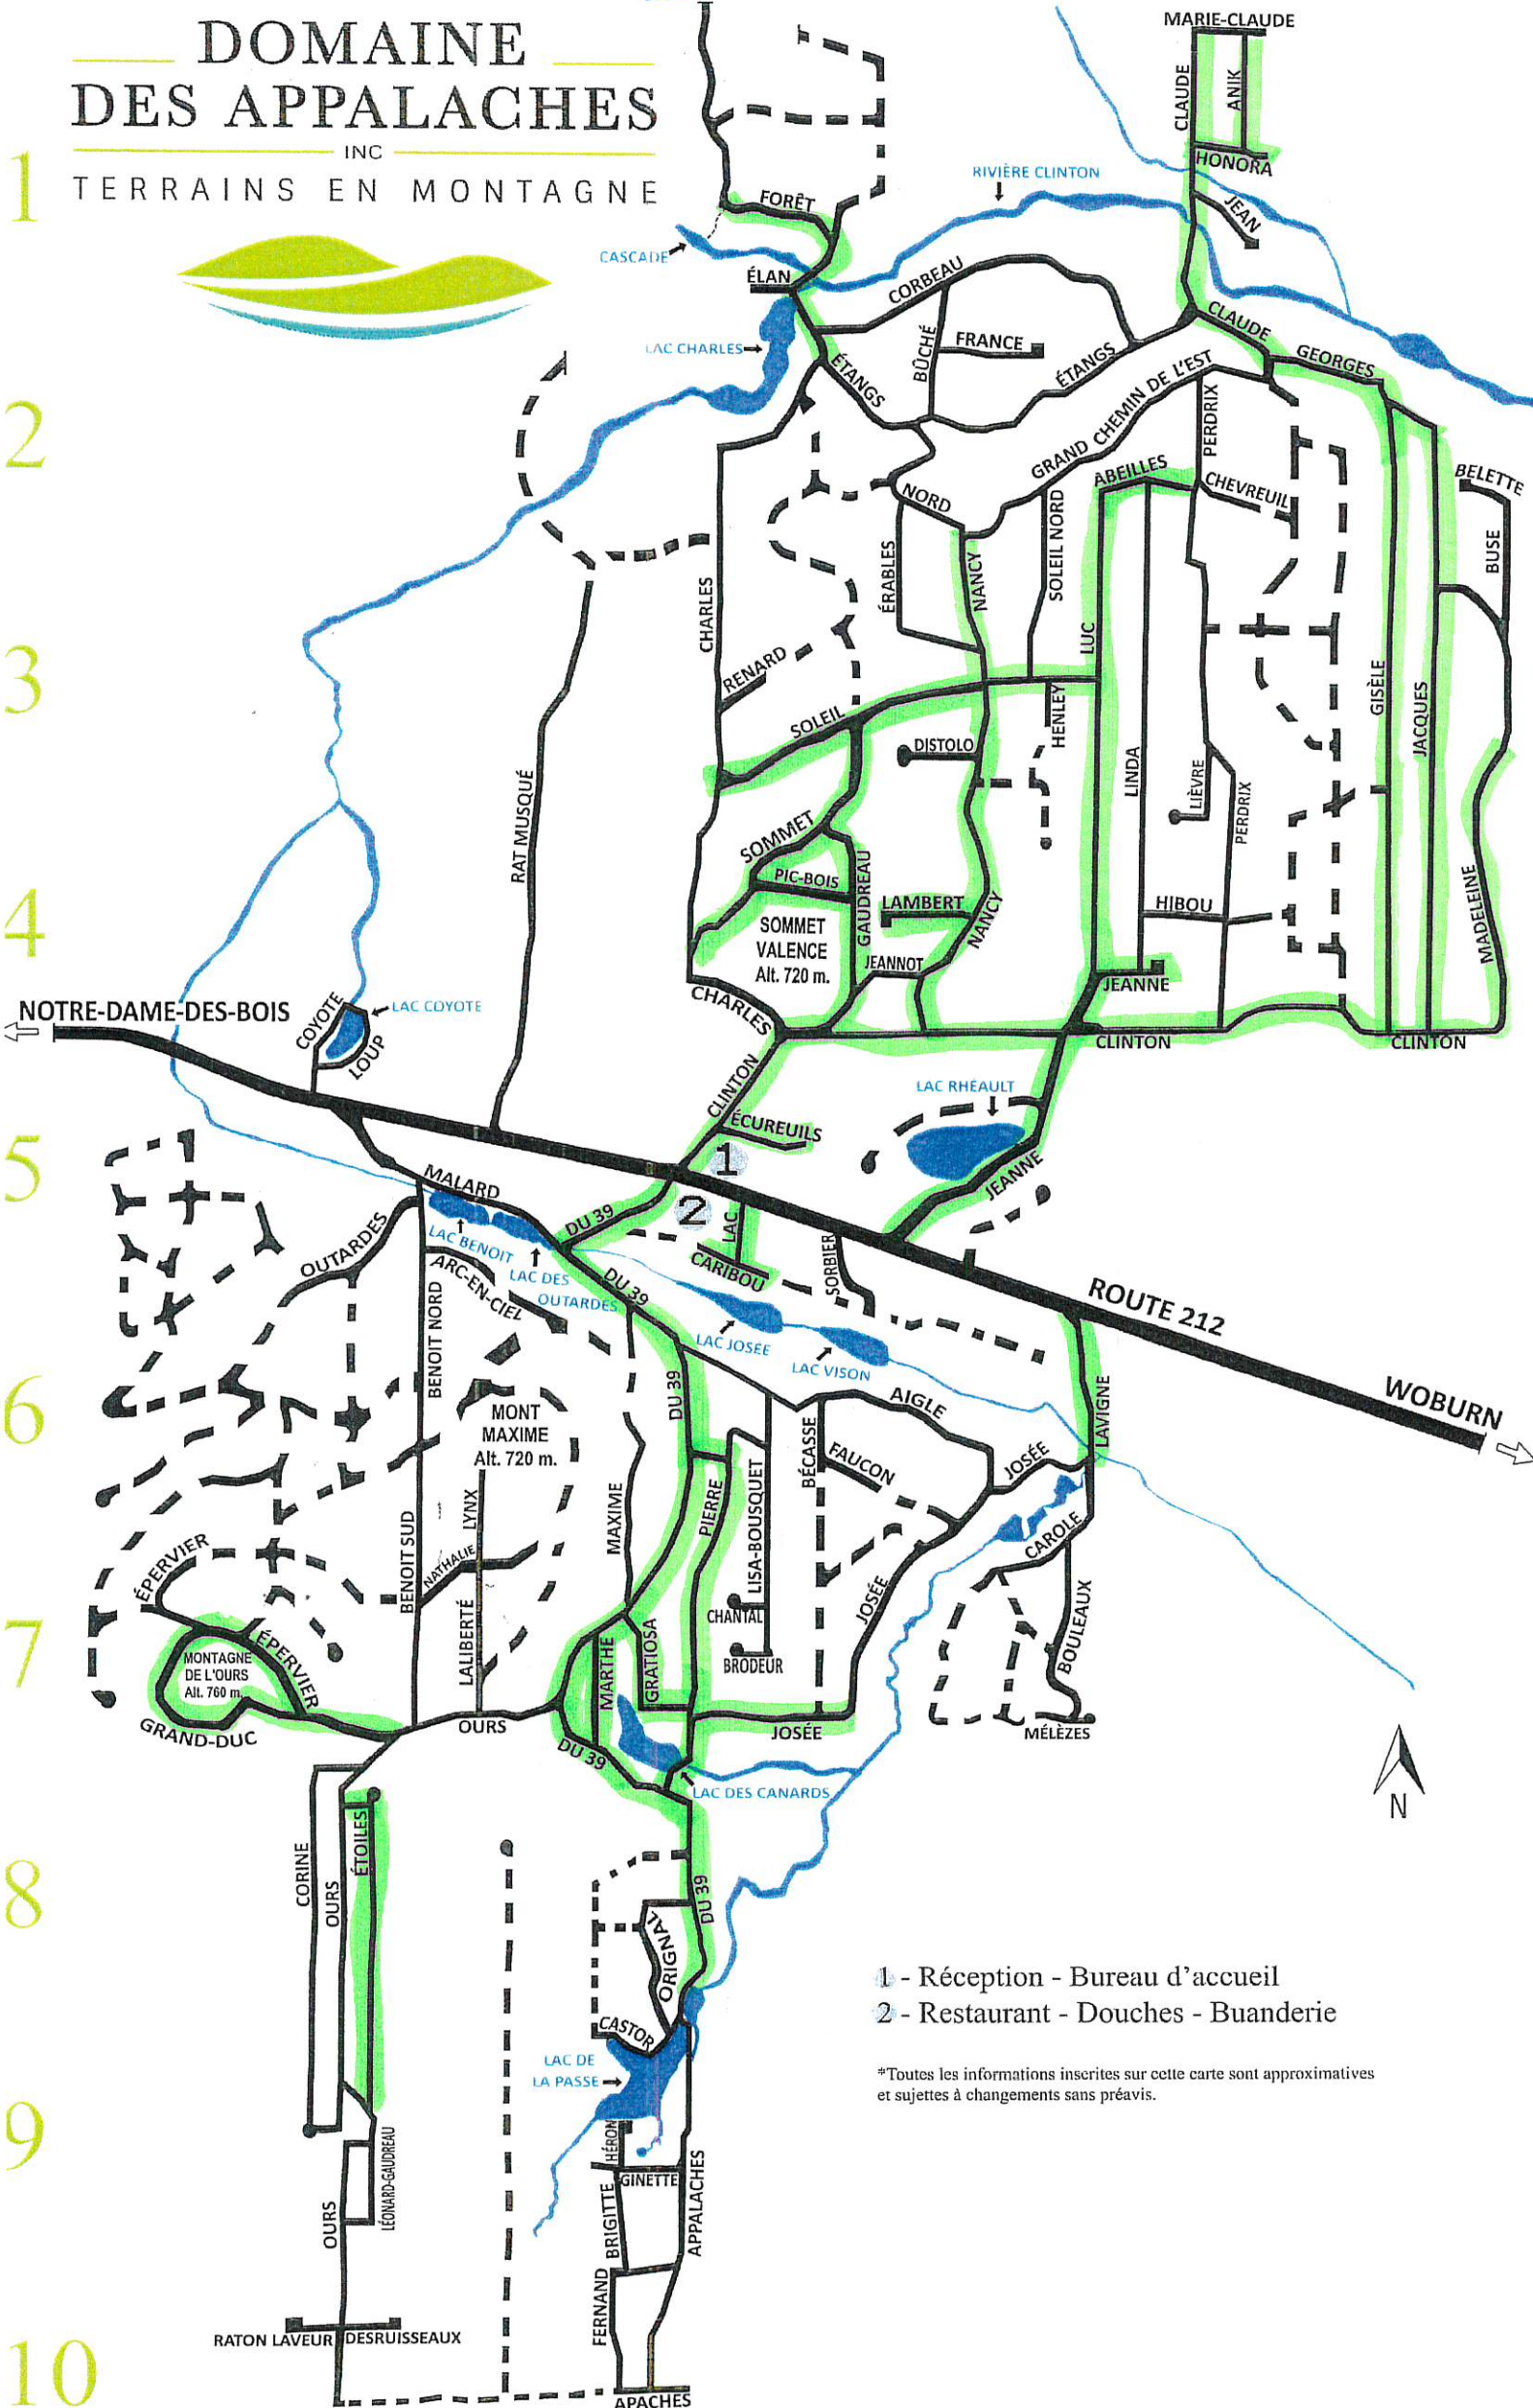 DOMAINE
DES APPALACHES
INC
TERRAINS EN MONTAGNE
MARIE-CLAUDE
CLAUDE
ANIK
HONORA
JEAN
1
RIVIÈRE CLINTON
FORÊT
CASCADE
ÉLAN
CORBEAU
LAC CHARLES
BÛCHÉ
FRANCE
ÉTANGS
ÉTANGS
CLAUDE
GEORGES
2
GRAND CHEMIN DE L'EST
PERDRIX
ABEILLES
CHEVREUIL
BELETTE
NORD
BUSE
ÉRABLES
NANCY
SOLEIL NORD
CHARLES
LUC
3
RENARD
GISÈLE
JACQUES
SOLEIL
DISTOLO
HENLEY
LINDA
LIÈVRE
PERDRIX
RAT MUSQUÉ
SOMMET
PIC-BOIS
GAUDREAU
LAMBERT
NANCY
HIBOU
MADELEINE
4
SOMMET
VALENCE
Alt. 720 m.
JEANNOT
JEANNE
CHARLES
NOTRE-DAME-DES-BOIS
COYOTE
LAC COYOTE
LOUP
CLINTON
CLINTON
CLINTON
LAC RHÉAULT
ÉCUREUILS
5
1
2
JEANNE
MALARD
DU 39
LAC
OUTARDES
LAC BENOIT
ARC-EN-CIEL
LAC DES
OUTARDES
DU 39
CARIBOU
SORBIER
BENOIT NORD
LAC JOSÉE
LAC VISON
ROUTE 212
WOBURN
6
DU 39
AIGLE
LAVIGNE
MONT
MAXIME
Alt. 720 m.
BÉCASSE
FAUCON
JOSÉE
MAXIME
PIERRE
LISA-BOUSQUET
BENOIT SUD
LYNX
NATHALIE
CAROLE
ÉPERVIER
JOSÉE
BOULEAUX
7
CHANTAL
BRODEUR
LALIBERTÉ
MARTHE
GRATIOSA
ÉPERVIER
MONTAGNE
DE L'OURS
Alt. 760 m.
GRAND-DUC
OURS
DU 39
JOSÉE
MÉLÈZES
LAC DES CANARDS
N
8
CORINE
OURS
ÉTOILES
DU 39
ORIGNAL
CASTOR
1 - Réception - Bureau d'accueil
2 - Restaurant - Douches - Buanderie
LAC DE
LA PASSE
*Toutes les informations inscrites sur cette carte sont approximatives
et sujettes à changements sans préavis.
9
HÉRON
GINETTE
LÉONARD-GAUDREAU
OURS
BRIGITTE
APPALACHES
FERNAND
10
RATON LAVEUR
DESRUISSEAUX
APACHES